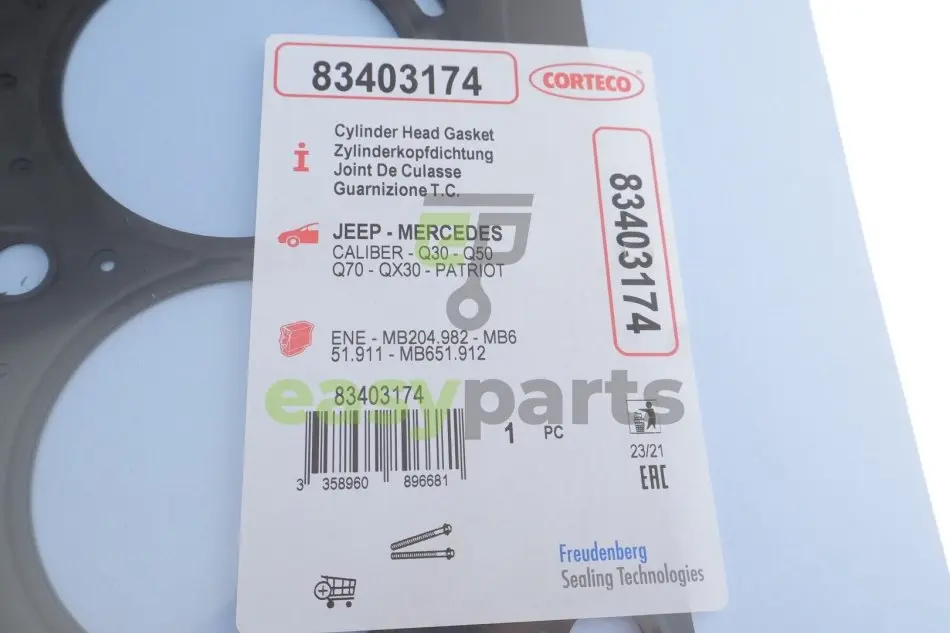 83403174
CORTECO
Cylinder Head Gasket
Zylinderkopfdichtung
Joint De Culasse
Guarnizione T.C.
83403174
JEEP - MERCEDES
CALIBER - Q30 - Q50
Q70 - QX30 - PATRIOT
ENE - MB204.982 - MB6
51.911 - MB651.912
easyparts
83403174
1 PC
3 358960 896681
23/21
EAC
Freudenberg
Sealing Technologies